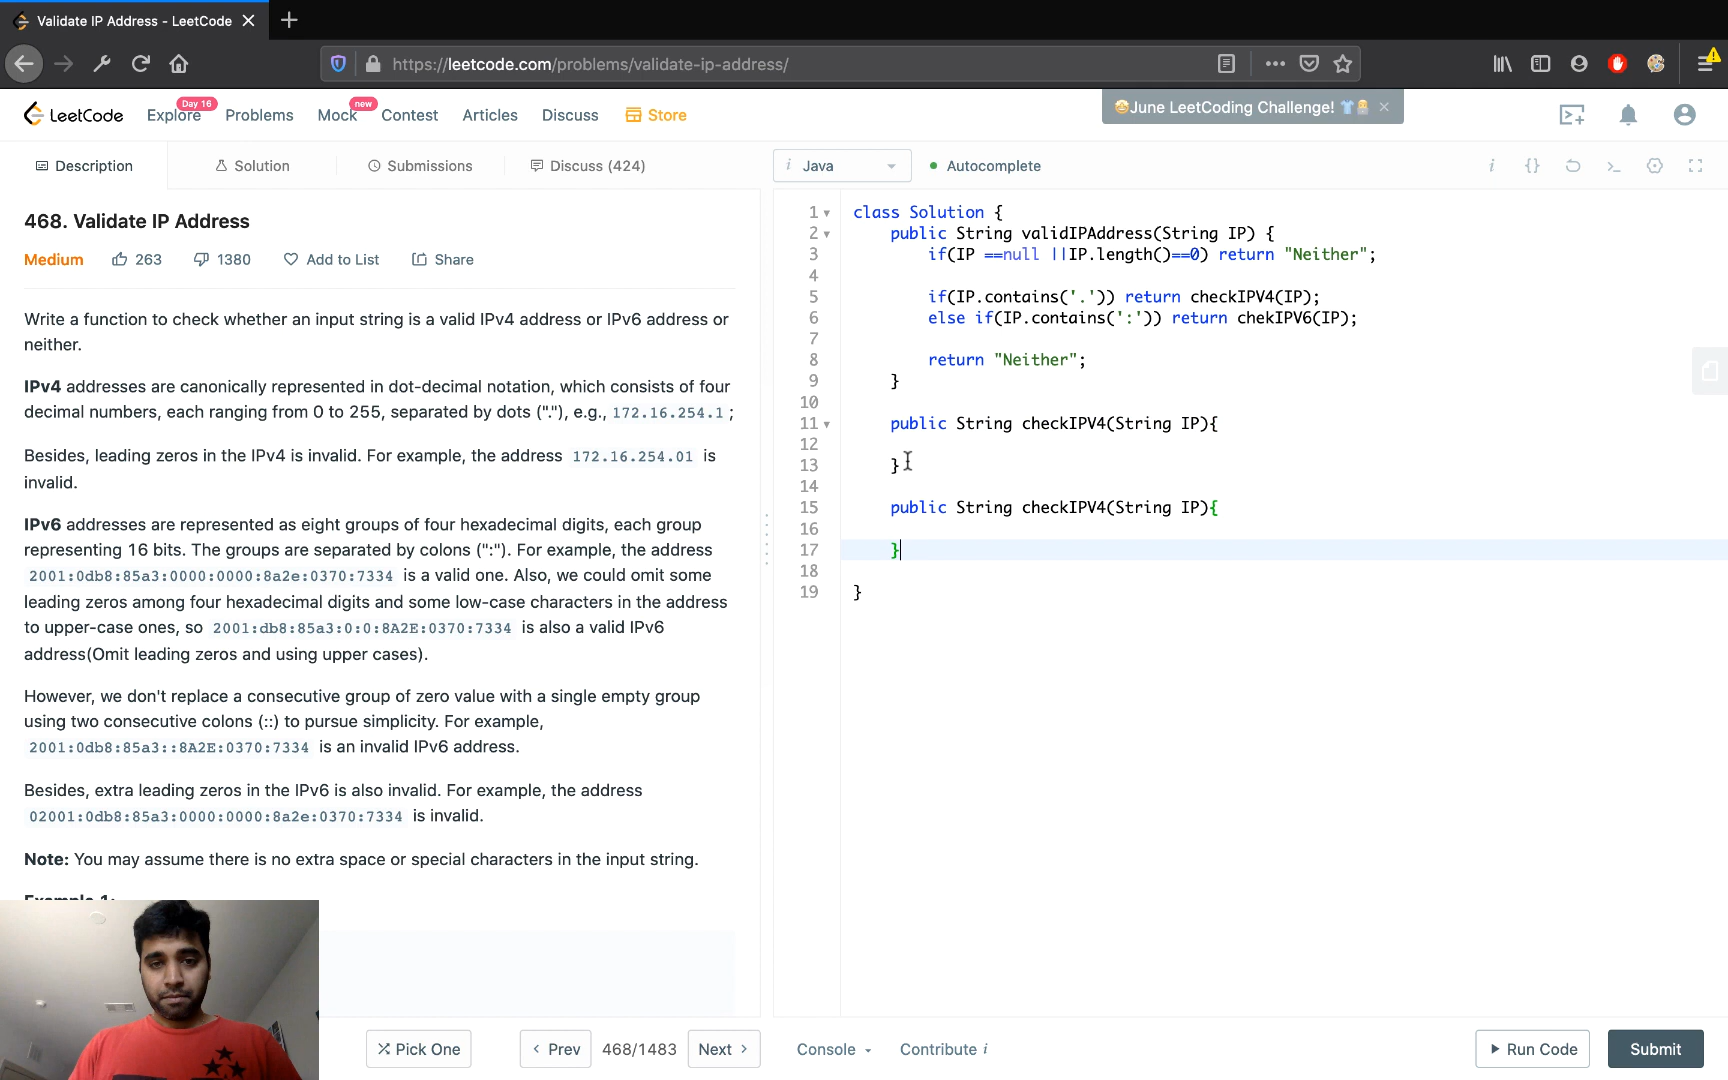 Validate IP Address - LeetCode
https://leetcode.com/problems/validate-ip-address/
LeetCode
Explore
Day 16
Problems
Mock
new
Contest
Articles
Discuss
Store
🤩June LeetCoding Challenge!
Description
Solution
Submissions
Discuss (424)
i Java
Autocomplete
468. Validate IP Address
Medium
263
1380
Add to List
Share
Write a function to check whether an input string is a valid IPv4 address or IPv6 address or
neither.
IPv4 addresses are canonically represented in dot-decimal notation, which consists of four
decimal numbers, each ranging from 0 to 255, separated by dots ("."), e.g., 172.16.254.1 ;
Besides, leading zeros in the IPv4 is invalid. For example, the address 172.16.254.01 is
invalid.
IPv6 addresses are represented as eight groups of four hexadecimal digits, each group
representing 16 bits. The groups are separated by colons (":"). For example, the address
2001:0db8:85a3:0000:0000:8a2e:0370:7334 is a valid one. Also, we could omit some
leading zeros among four hexadecimal digits and some low-case characters in the address
to upper-case ones, so 2001:db8:85a3:0:0:8A2E:0370:7334 is also a valid IPv6
address(Omit leading zeros and using upper cases).
However, we don't replace a consecutive group of zero value with a single empty group
using two consecutive colons (::) to pursue simplicity. For example,
2001:0db8:85a3::8A2E:0370:7334 is an invalid IPv6 address.
Besides, extra leading zeros in the IPv6 is also invalid. For example, the address
02001:0db8:85a3:0000:0000:8a2e:0370:7334 is invalid.
Note: You may assume there is no extra space or special characters in the input string.
Example 1:
1 class Solution {
2 public String validIPAddress(String IP) {
3 if(IP ==null ||IP.length()==0) return "Neither";
4
5 if(IP.contains('.')) return checkIPV4(IP);
6 else if(IP.contains(':')) return chekIPV6(IP);
7
8 return "Neither";
9 }
10
11 public String checkIPV4(String IP){
12
13 }
14
15 public String checkIPV4(String IP){
16
17 }
18
19 }
Pick One
Prev
468/1483
Next
Console
Contribute i
Run Code
Submit